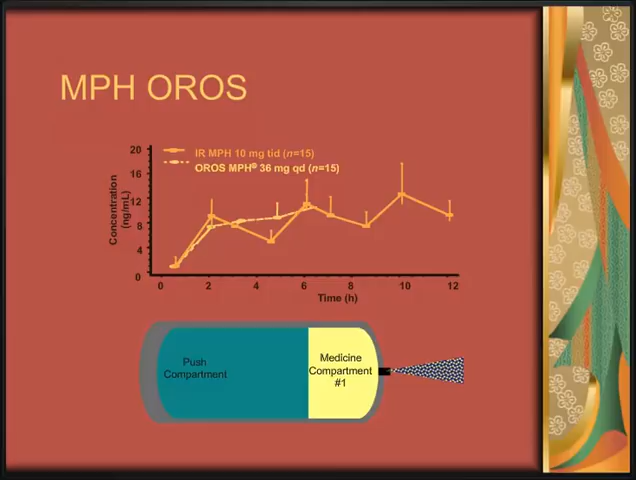 MPH OROS
IR MPH 10 mg tid (n=15)
OROS MPH® 36 mg qd (n=15)
Concentration
(ng/mL)
20
16
12
8
4
0
0 2 4 6 8 10 12
Time (h)
Push
Compartment
Medicine
Compartment
#1